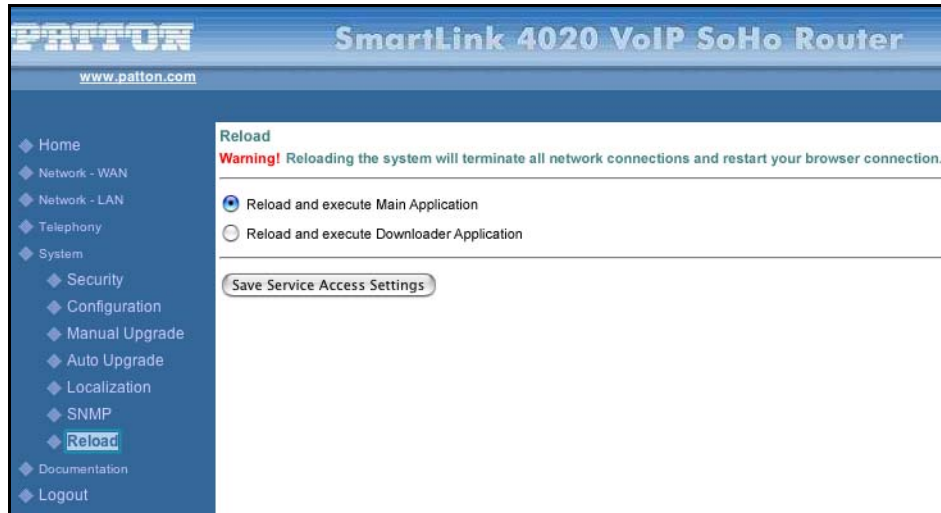 PATTON
SmartLink 4020 VoIP SoHo Router
www.patton.com
Home
Network - WAN
Network - LAN
Telephony
System
Security
Configuration
Manual Upgrade
Auto Upgrade
Localization
SNMP
Reload
Documentation
Logout
Reload
Warning! Reloading the system will terminate all network connections and restart your browser connection.
Reload and execute Main Application
Reload and execute Downloader Application
Save Service Access Settings